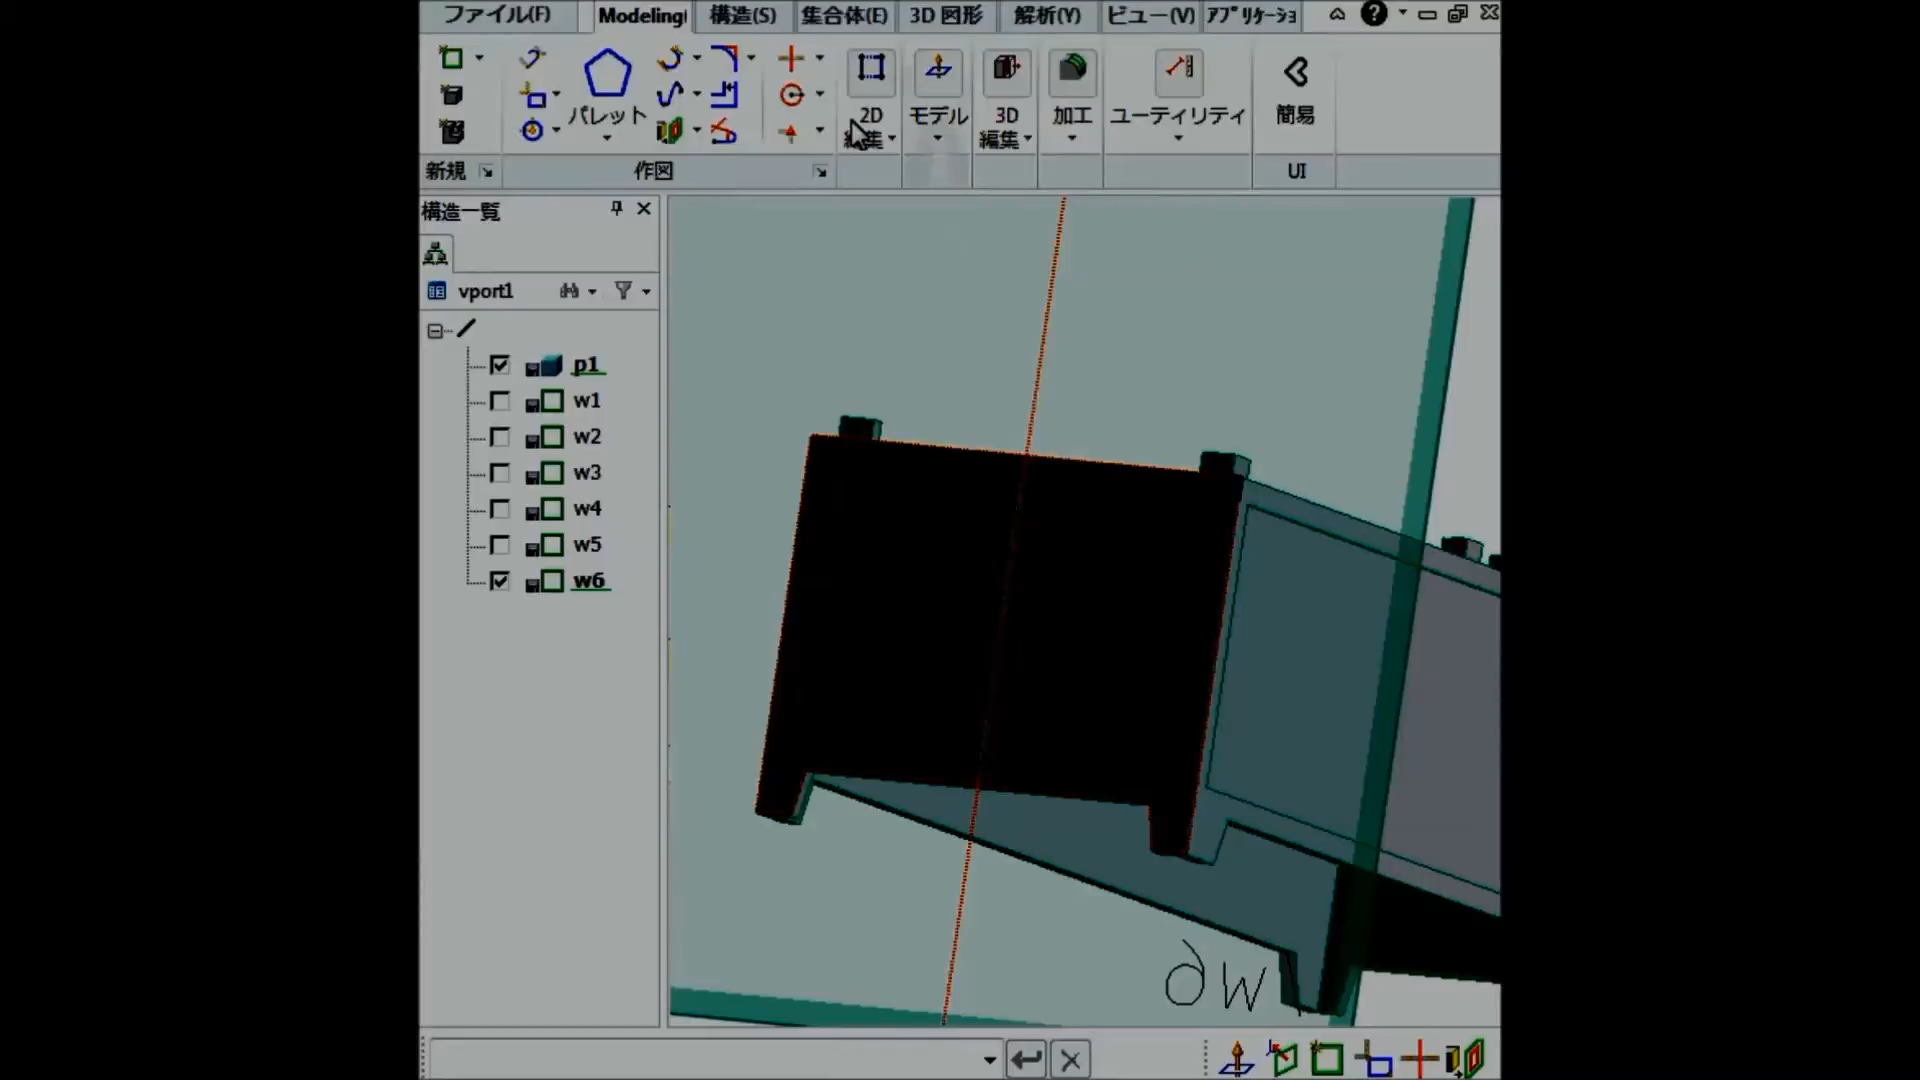 ファイル(F)
Modeling
構造(S)
集合体(E)
3D 図形
解析(Y)
ビュー(V)
ｱﾌﾟﾘｹｰｼｮ
パレット
2D
編集
モデル
3D
編集
加工
ユーティリティ
簡易
新規
作図
UI
構造一覧
vport1
p1
w1
w2
w3
w4
w5
w6
w6